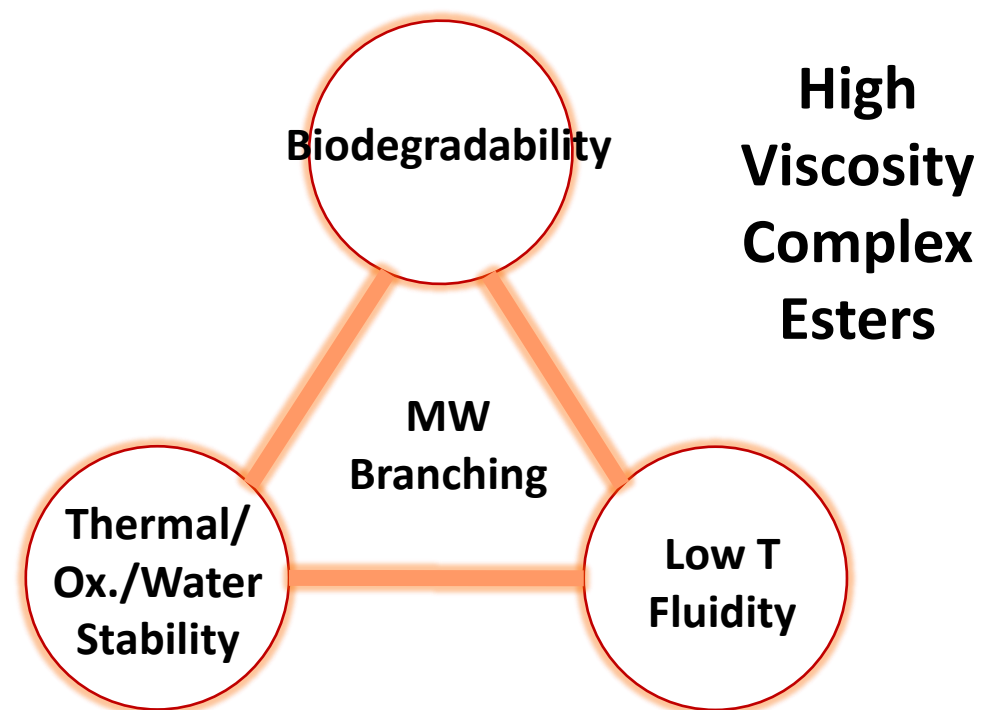 Biodegradability
High
Viscosity
Complex
Esters
MW
Branching
Thermal/
Ox./Water
Stability
Low T
Fluidity